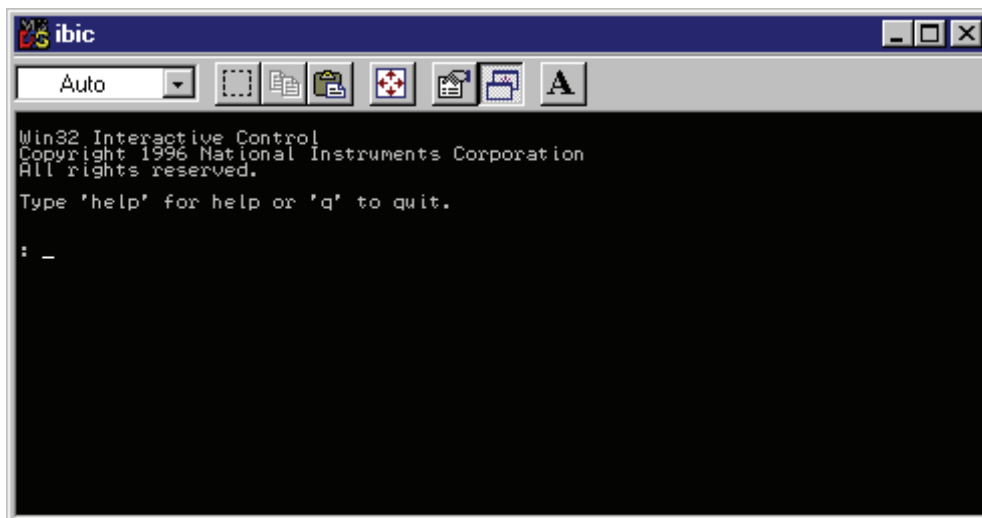 ibic
Auto
A
Win32 Interactive Control
Copyright 1996 National Instruments Corporation
All rights reserved.
Type 'help' for help or 'q' to quit.
: _